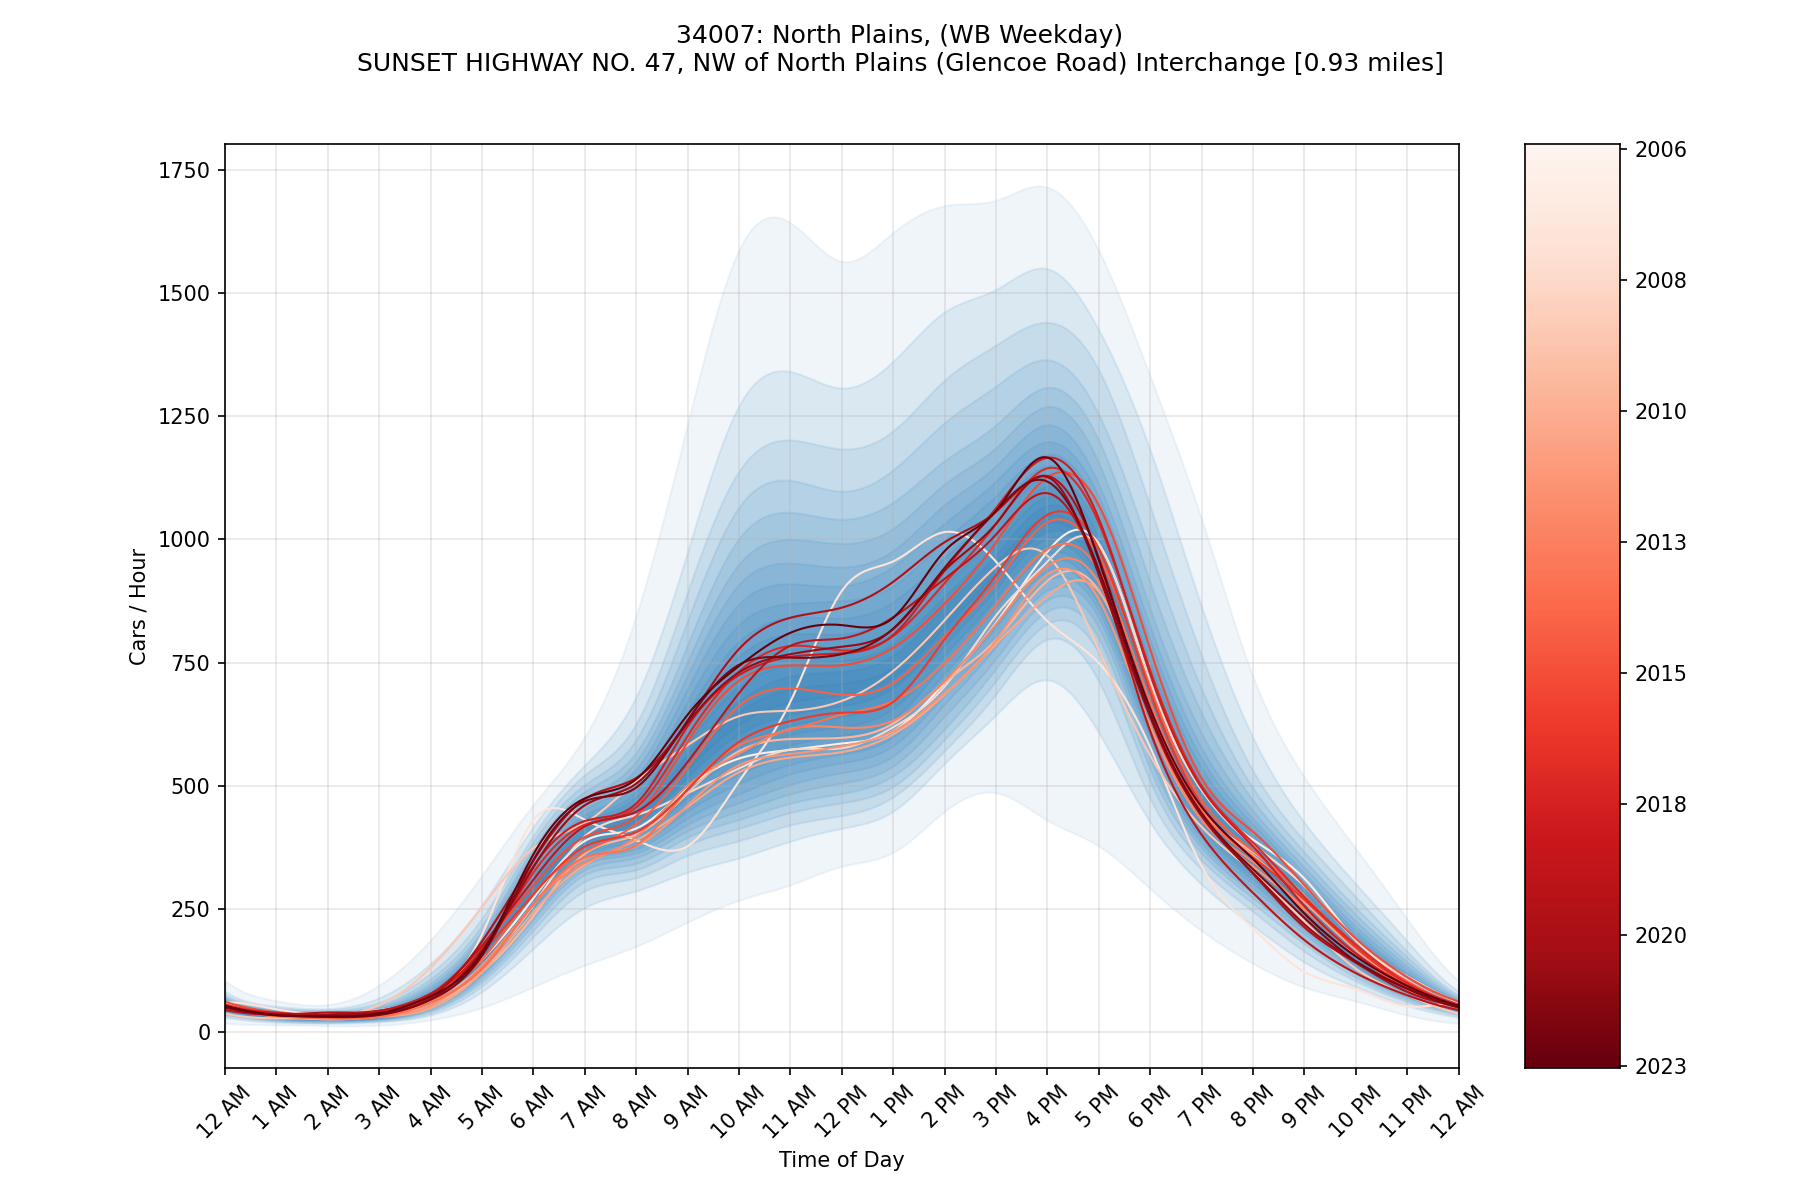 34007: North Plains, (WB Weekday)
SUNSET HIGHWAY NO. 47, NW of North Plains (Glencoe Road) Interchange [0.93 miles]
1750
1500
1250
1000
750
500
250
0
Cars / Hour
12 AM
1 AM
2 AM
3 AM
4 AM
5 AM
6 AM
7 AM
8 AM
9 AM
10 AM
11 AM
12 PM
1 PM
2 PM
3 PM
4 PM
5 PM
6 PM
7 PM
8 PM
9 PM
10 PM
11 PM
12 AM
Time of Day
2006
2008
2010
2013
2015
2018
2020
2023